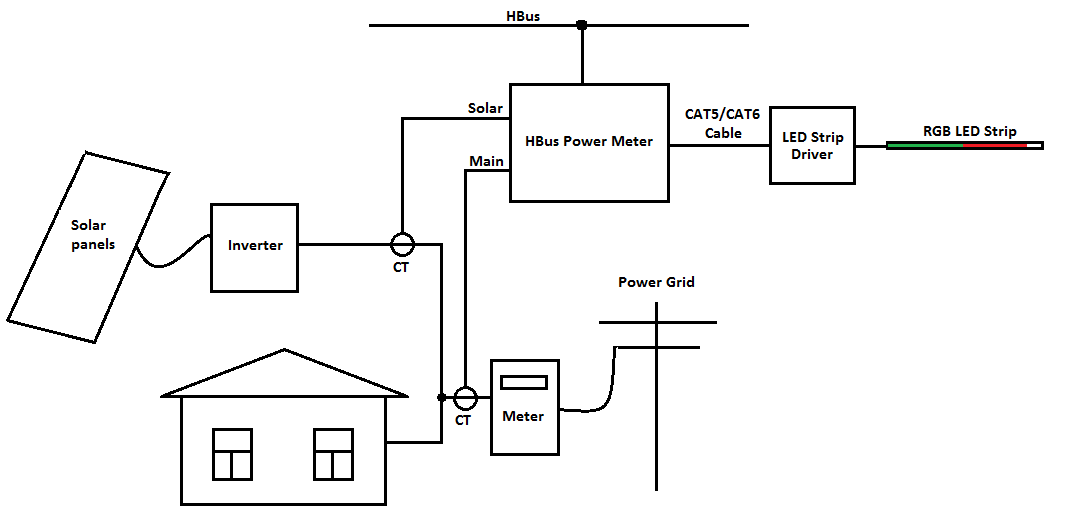 HBus
Solar
HBus Power Meter
Main
CAT5/CAT6
Cable
LED Strip
Driver
RGB LED Strip
Solar
panels
Inverter
CT
Power Grid
CT
Meter